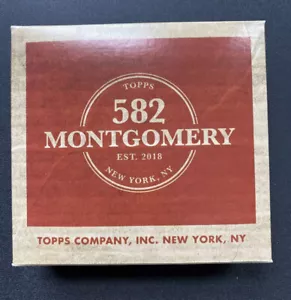 TOPPS
582
MONTGOMERY
EST. 2018
NEW YORK, NY
TOPPS COMPANY, INC. NEW YORK, NY